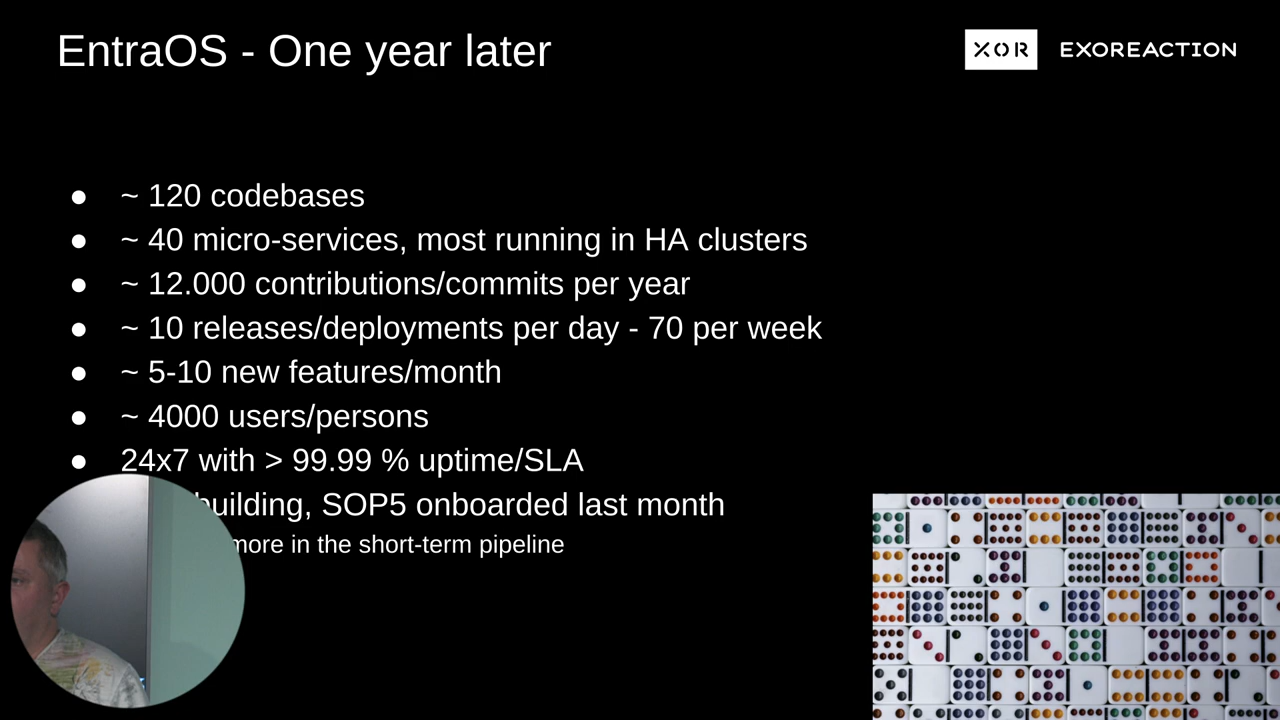 EntraOS - One year later
XOR EXOREACTION
● ~ 120 codebases
● ~ 40 micro-services, most running in HA clusters
● ~ 12.000 contributions/commits per year
● ~ 10 releases/deployments per day - 70 per week
● ~ 5-10 new features/month
● ~ 4000 users/persons
● 24x7 with > 99.99 % uptime/SLA
building, SOP5 onboarded last month
more in the short-term pipeline